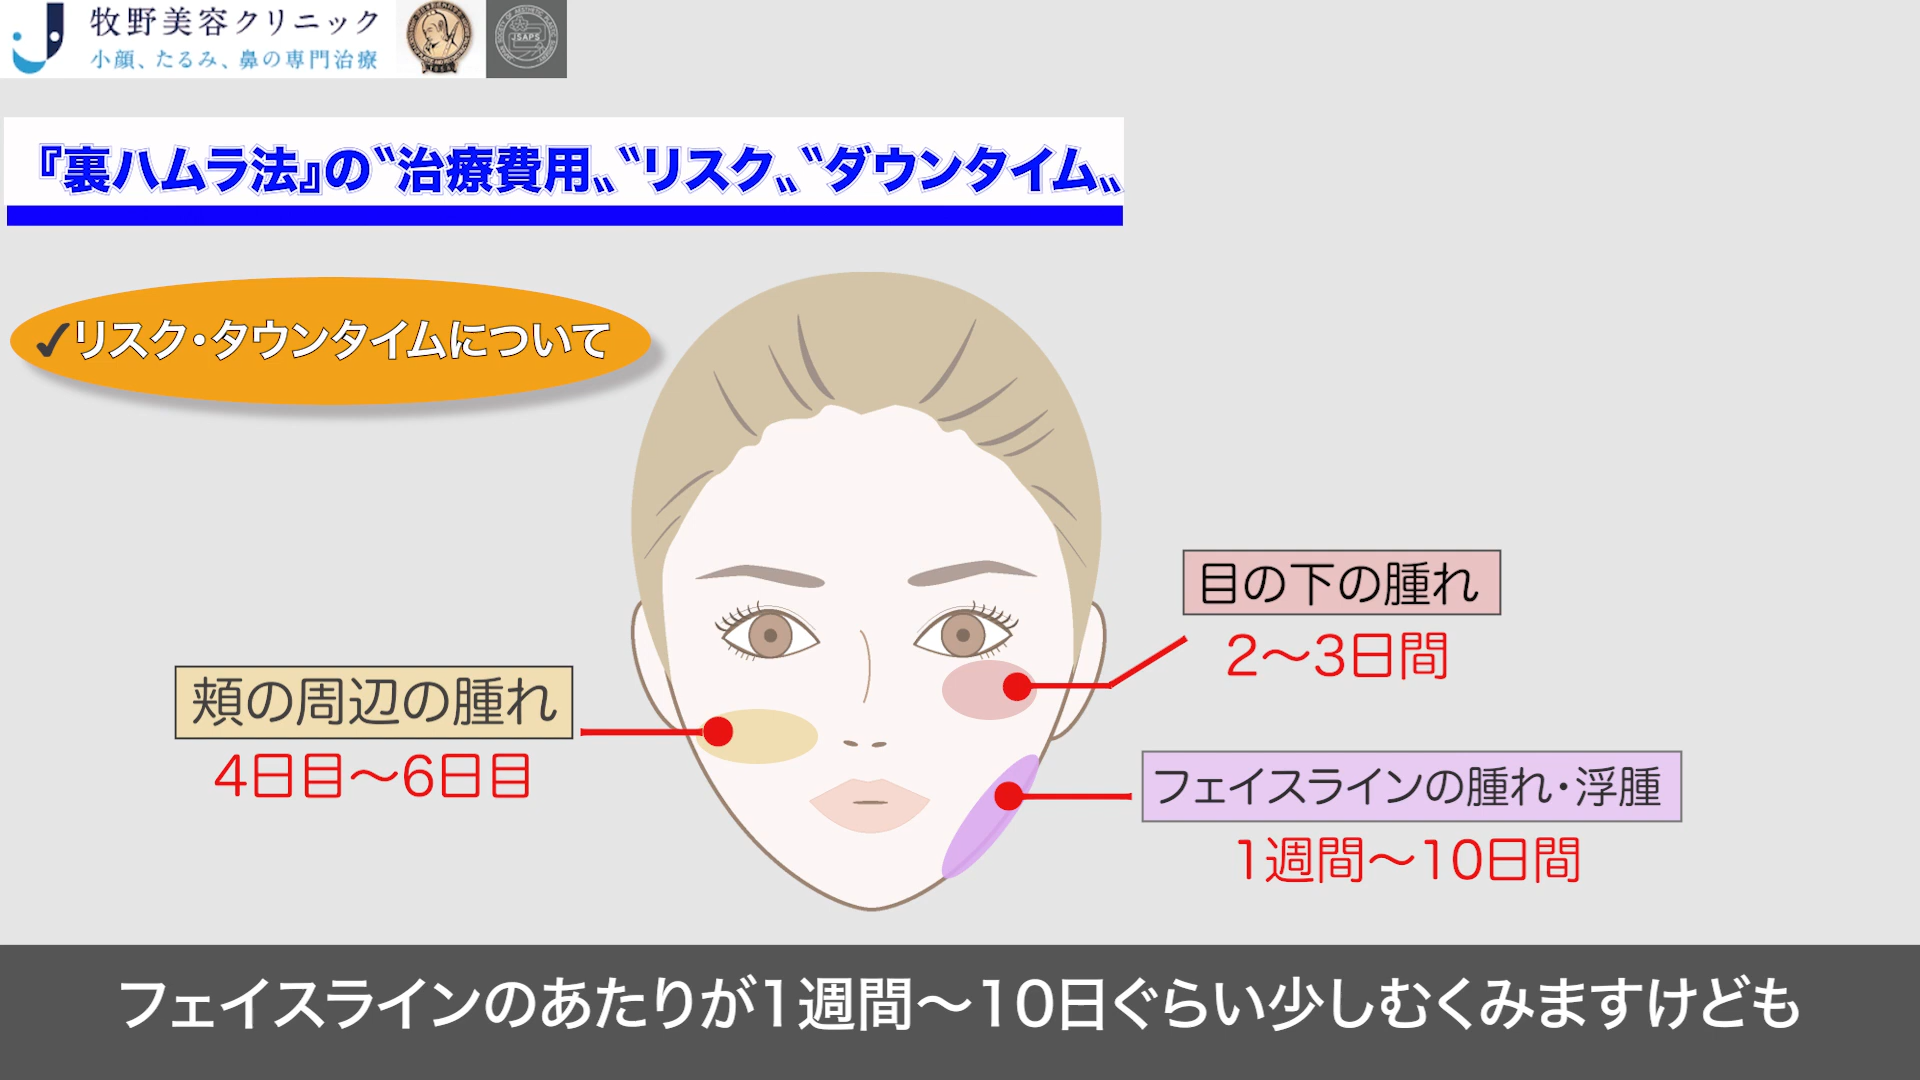 牧野美容クリニック
小顔、たるみ、鼻の専門治療
JSAPS
『裏ハムラ法』の〝治療費用〟〝リスク〟〝ダウンタイム〟
✓リスク・タウンタイムについて
目の下の腫れ
2〜3日間
頬の周辺の腫れ
4日目〜6日目
フェイスラインの腫れ・浮腫
1週間〜10日間
フェイスラインのあたりが1週間〜10日ぐらい少しむくみますけども